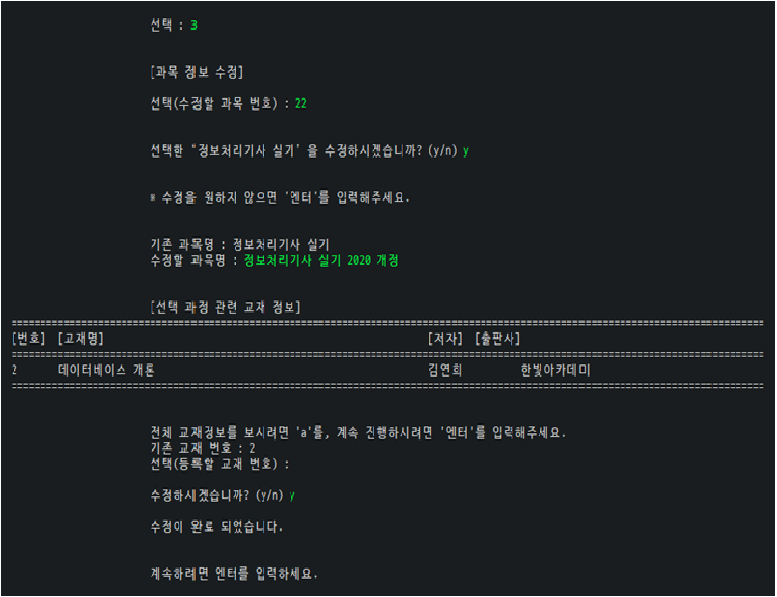 선택 : 3
[과목 정보 수정]
선택(수정할 과목 번호) : 22
선택한 "정보처리기사 실기' 을 수정하시겠습니까? (y/n) y
※ 수정을 원하지 않으면 '엔터'를 입력해주세요.
기존 과목명 : 정보처리기사 실기
수정할 과목명 : 정보처리기사 실기 2020 개정
[선택 과정 관련 교재 정보]
[번호] [교재명] [저자] [출판사]
2 데이터베이스 개론 김연희 한빛아카데미
전체 교재정보를 보시려면 'a'를, 계속 진행하시려면 '엔터'를 입력해주세요.
기존 교재 번호 : 2
선택(등록할 교재 번호) :
수정하시겠습니까? (y/n) y
수정이 완료 되었습니다.
계속하려면 엔터를 입력하세요.